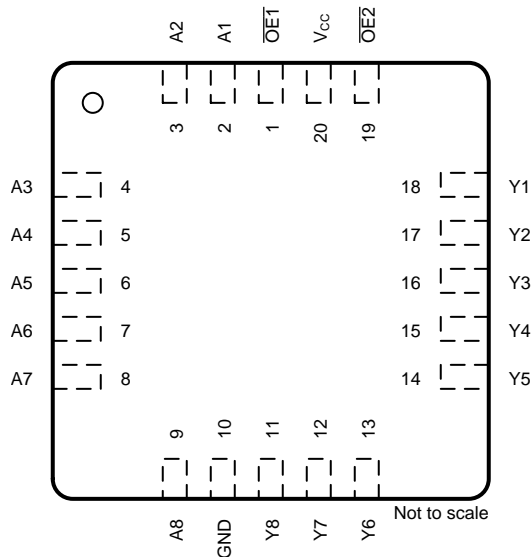 A2 A1 O̅E̅1̅ VCC O̅E̅2̅
3 2 1 20 19
A3 4 18 Y1
A4 5 17 Y2
A5 6 16 Y3
A6 7 15 Y4
A7 8 14 Y5
9 10 11 12 13
A8 GND Y8 Y7 Y6
Not to scale